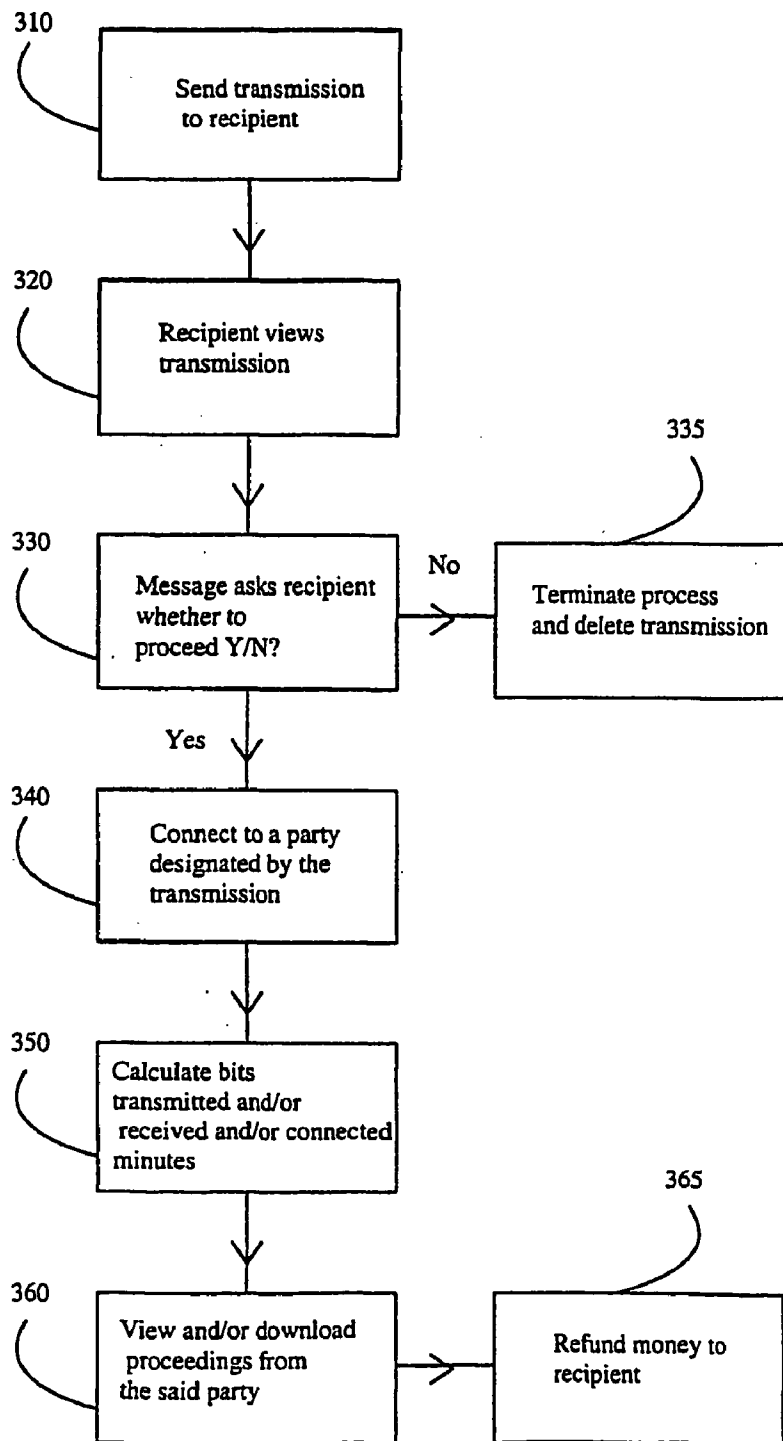 310
Send transmission
to recipient
320
Recipient views
transmission
335
330
Message asks recipient
whether to
proceed Y/N?
No
Terminate process
and delete transmission
Yes
340
Connect to a party
designated by the
transmission
350
Calculate bits
transmitted and/or
received and/or connected
minutes
365
360
View and/or download
proceedings from
the said party
Refund money to
recipient